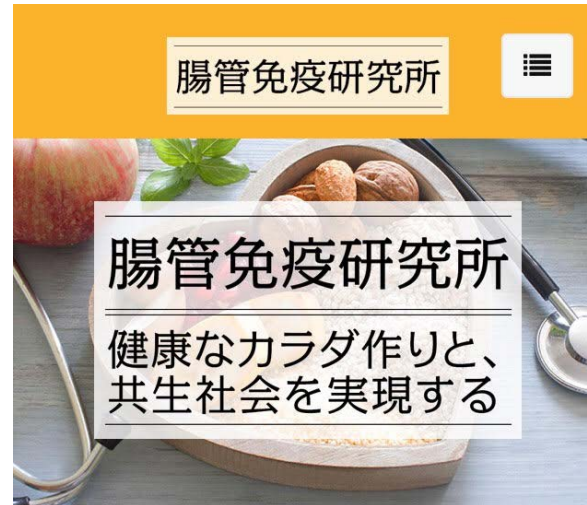 腸管免疫研究所
腸管免疫研究所
健康なカラダ作りと、
共生社会を実現する